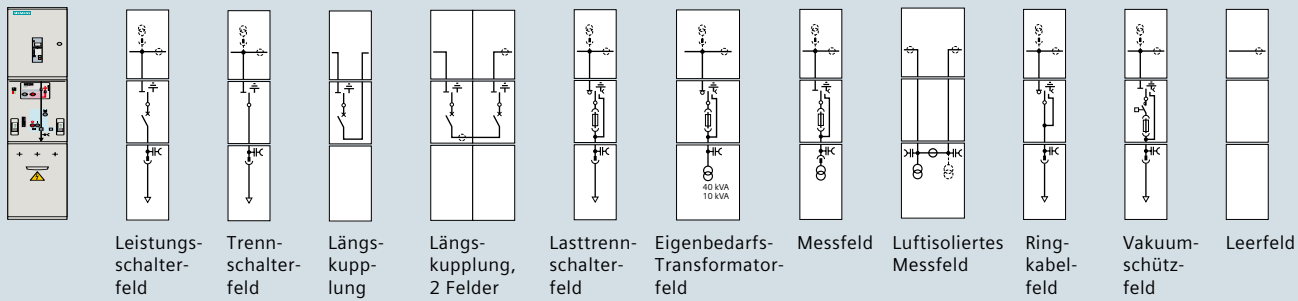 SIEMENS
40 kVA
10 kVA
Leistungs-
schalter-
feld
Trenn-
schalter-
feld
Längs-
kupp-
lung
Längs-
kupplung,
2 Felder
Lasttrenn-
schalter-
feld
Eigenbedarfs-
Transformator-
feld
Messfeld
Luftisoliertes
Messfeld
Ring-
kabel-
feld
Vakuum-
schütz-
feld
Leerfeld